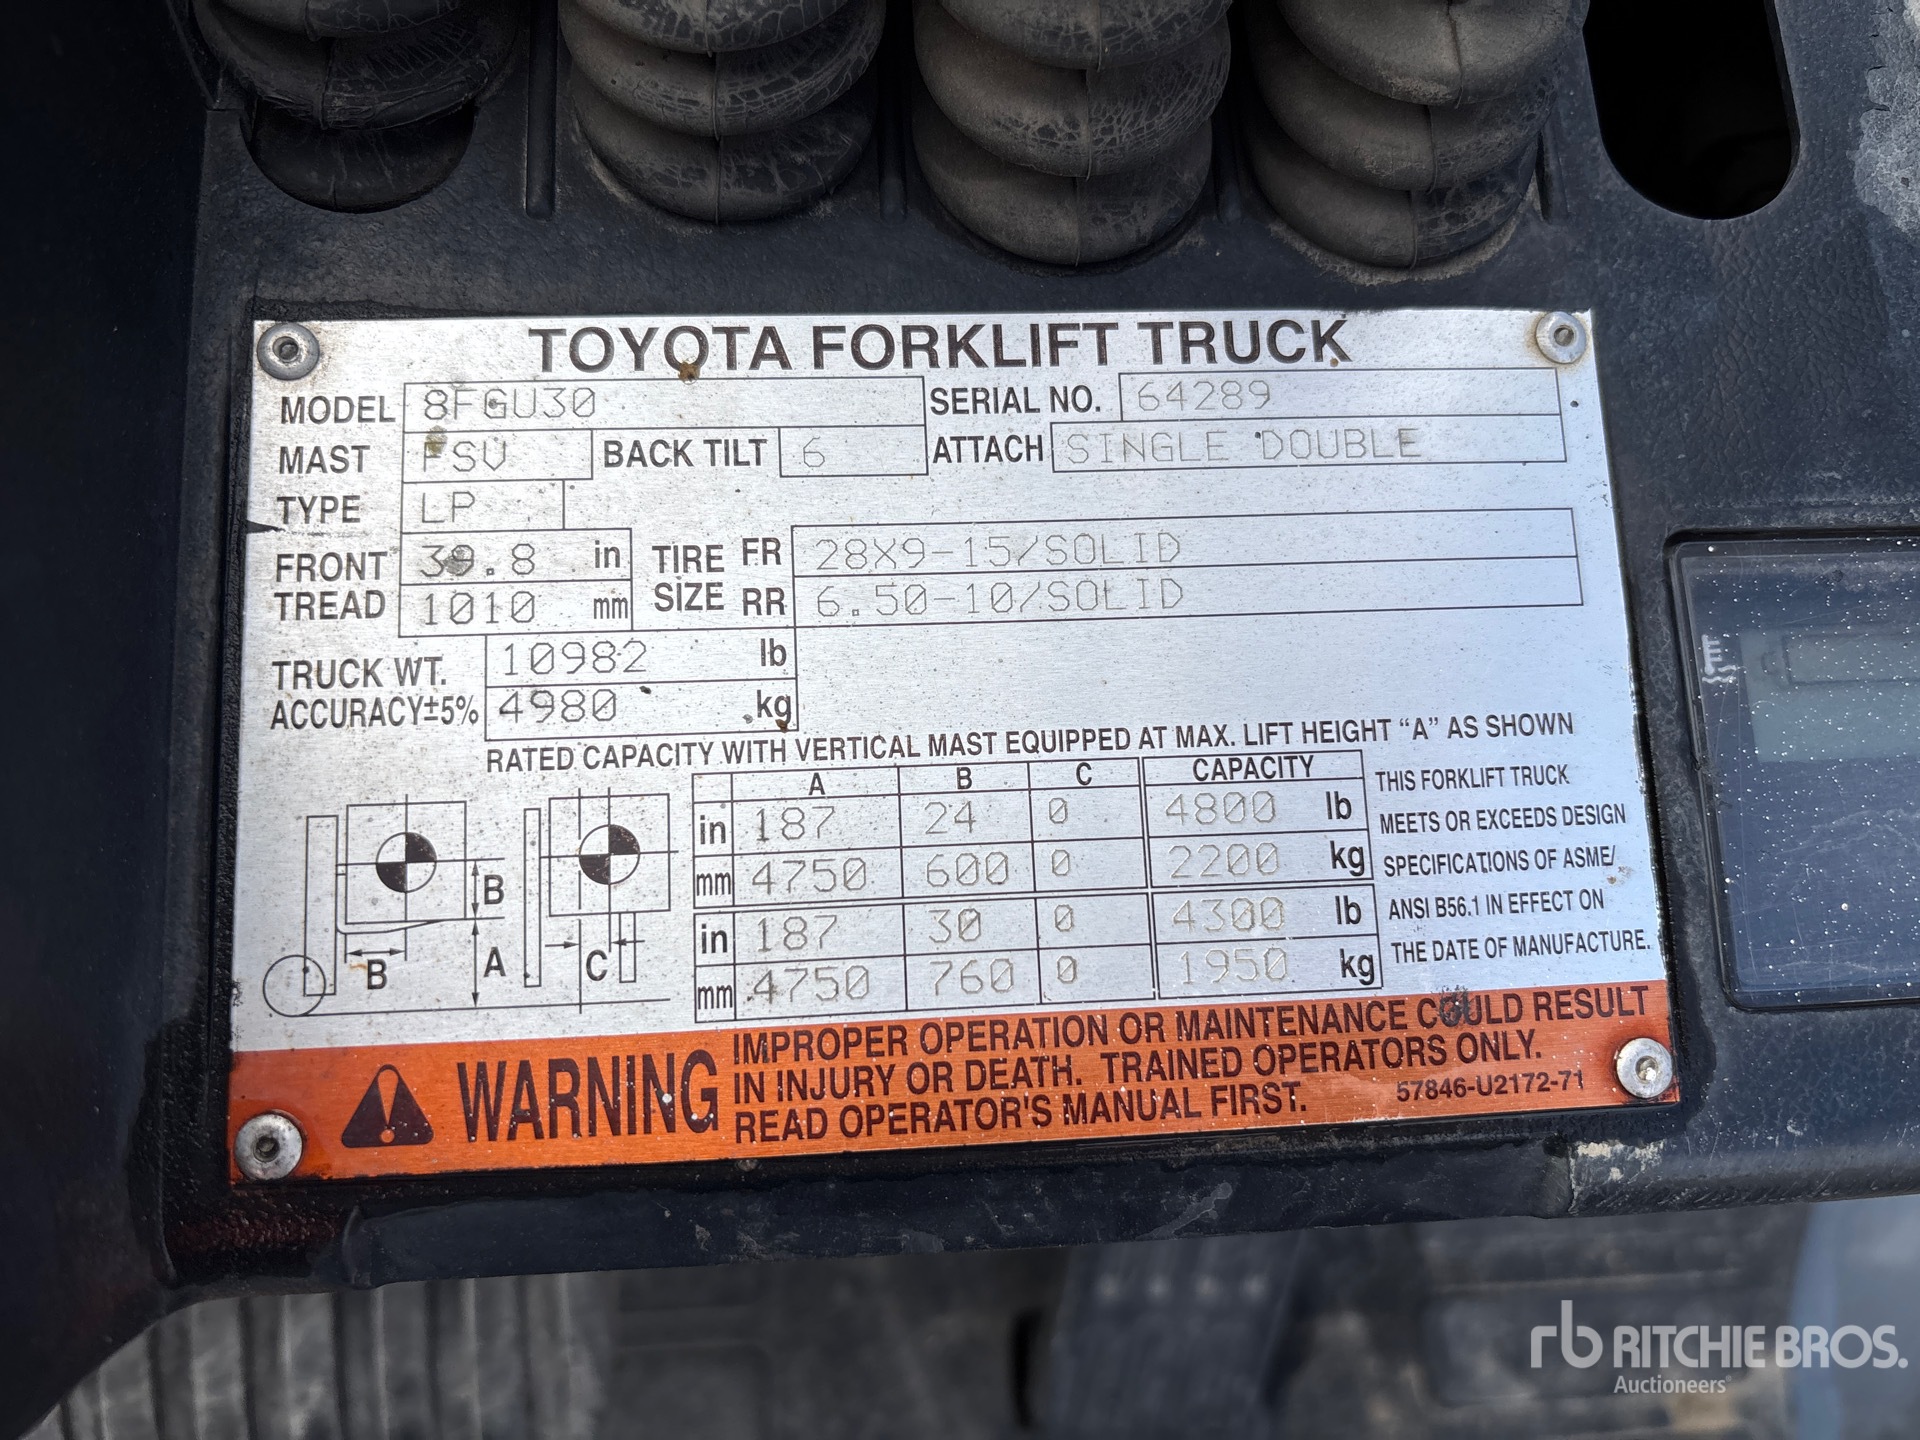 TOYOTA FORKLIFT TRUCK
MODEL 8FGU30 SERIAL NO. 64289
MAST FSV BACK TILT 6 ATTACH SINGLE DOUBLE
TYPE LP
FRONT TREAD 39.8 in TIRE SIZE FR 28X9-15/SOLID
1010 mm RR 6.50-10/SOLID
TRUCK WT. 10982 lb
ACCURACY±5% 4980 kg
RATED CAPACITY WITH VERTICAL MAST EQUIPPED AT MAX. LIFT HEIGHT “A” AS SHOWN
A B C CAPACITY
in 187 24 0 4800 lb
mm 4750 600 0 2200 kg
in 187 30 0 4300 lb
mm 4750 760 0 1950 kg
B
B
A
C
THIS FORKLIFT TRUCK
MEETS OR EXCEEDS DESIGN
SPECIFICATIONS OF ASME/
ANSI B56.1 IN EFFECT ON
THE DATE OF MANUFACTURE.
WARNING
IMPROPER OPERATION OR MAINTENANCE COULD RESULT
IN INJURY OR DEATH. TRAINED OPERATORS ONLY.
READ OPERATOR'S MANUAL FIRST.
57846-U2172-71
rb RITCHIE BROS.
Auctioneers